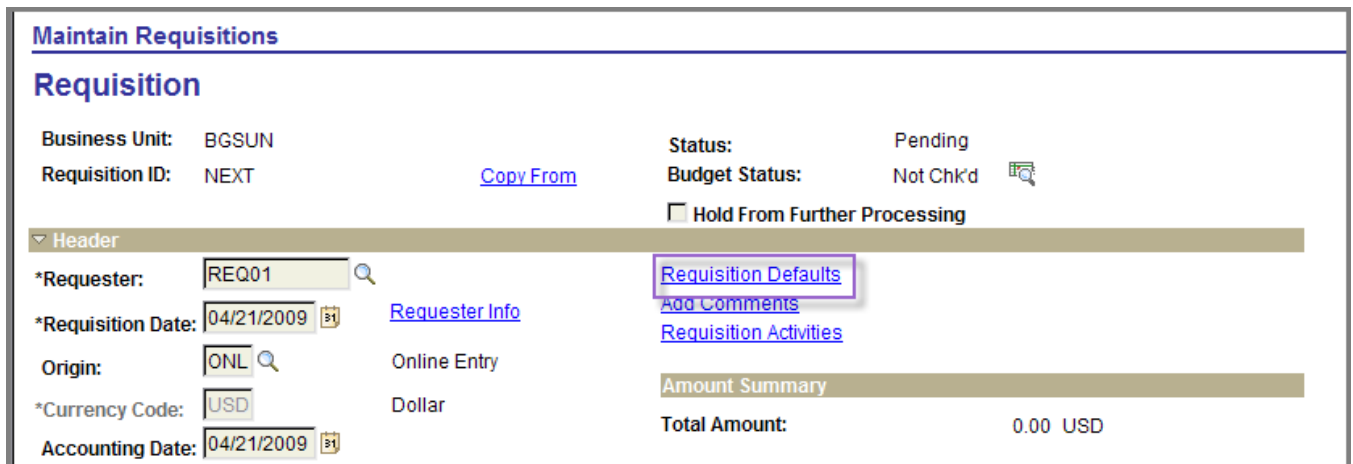 Maintain Requisitions
Requisition
Business Unit: BGSUN Status: Pending
Requisition ID: NEXT Copy From Budget Status: Not Chk'd
Hold From Further Processing
Header
*Requester: REQ01 Requisition Defaults
Add Comments
*Requisition Date: 04/21/2009 31 Requester Info
Requisition Activities
Origin: ONL Online Entry
Amount Summary
*Currency Code: USD Dollar
Total Amount: 0.00 USD
Accounting Date: 04/21/2009 31